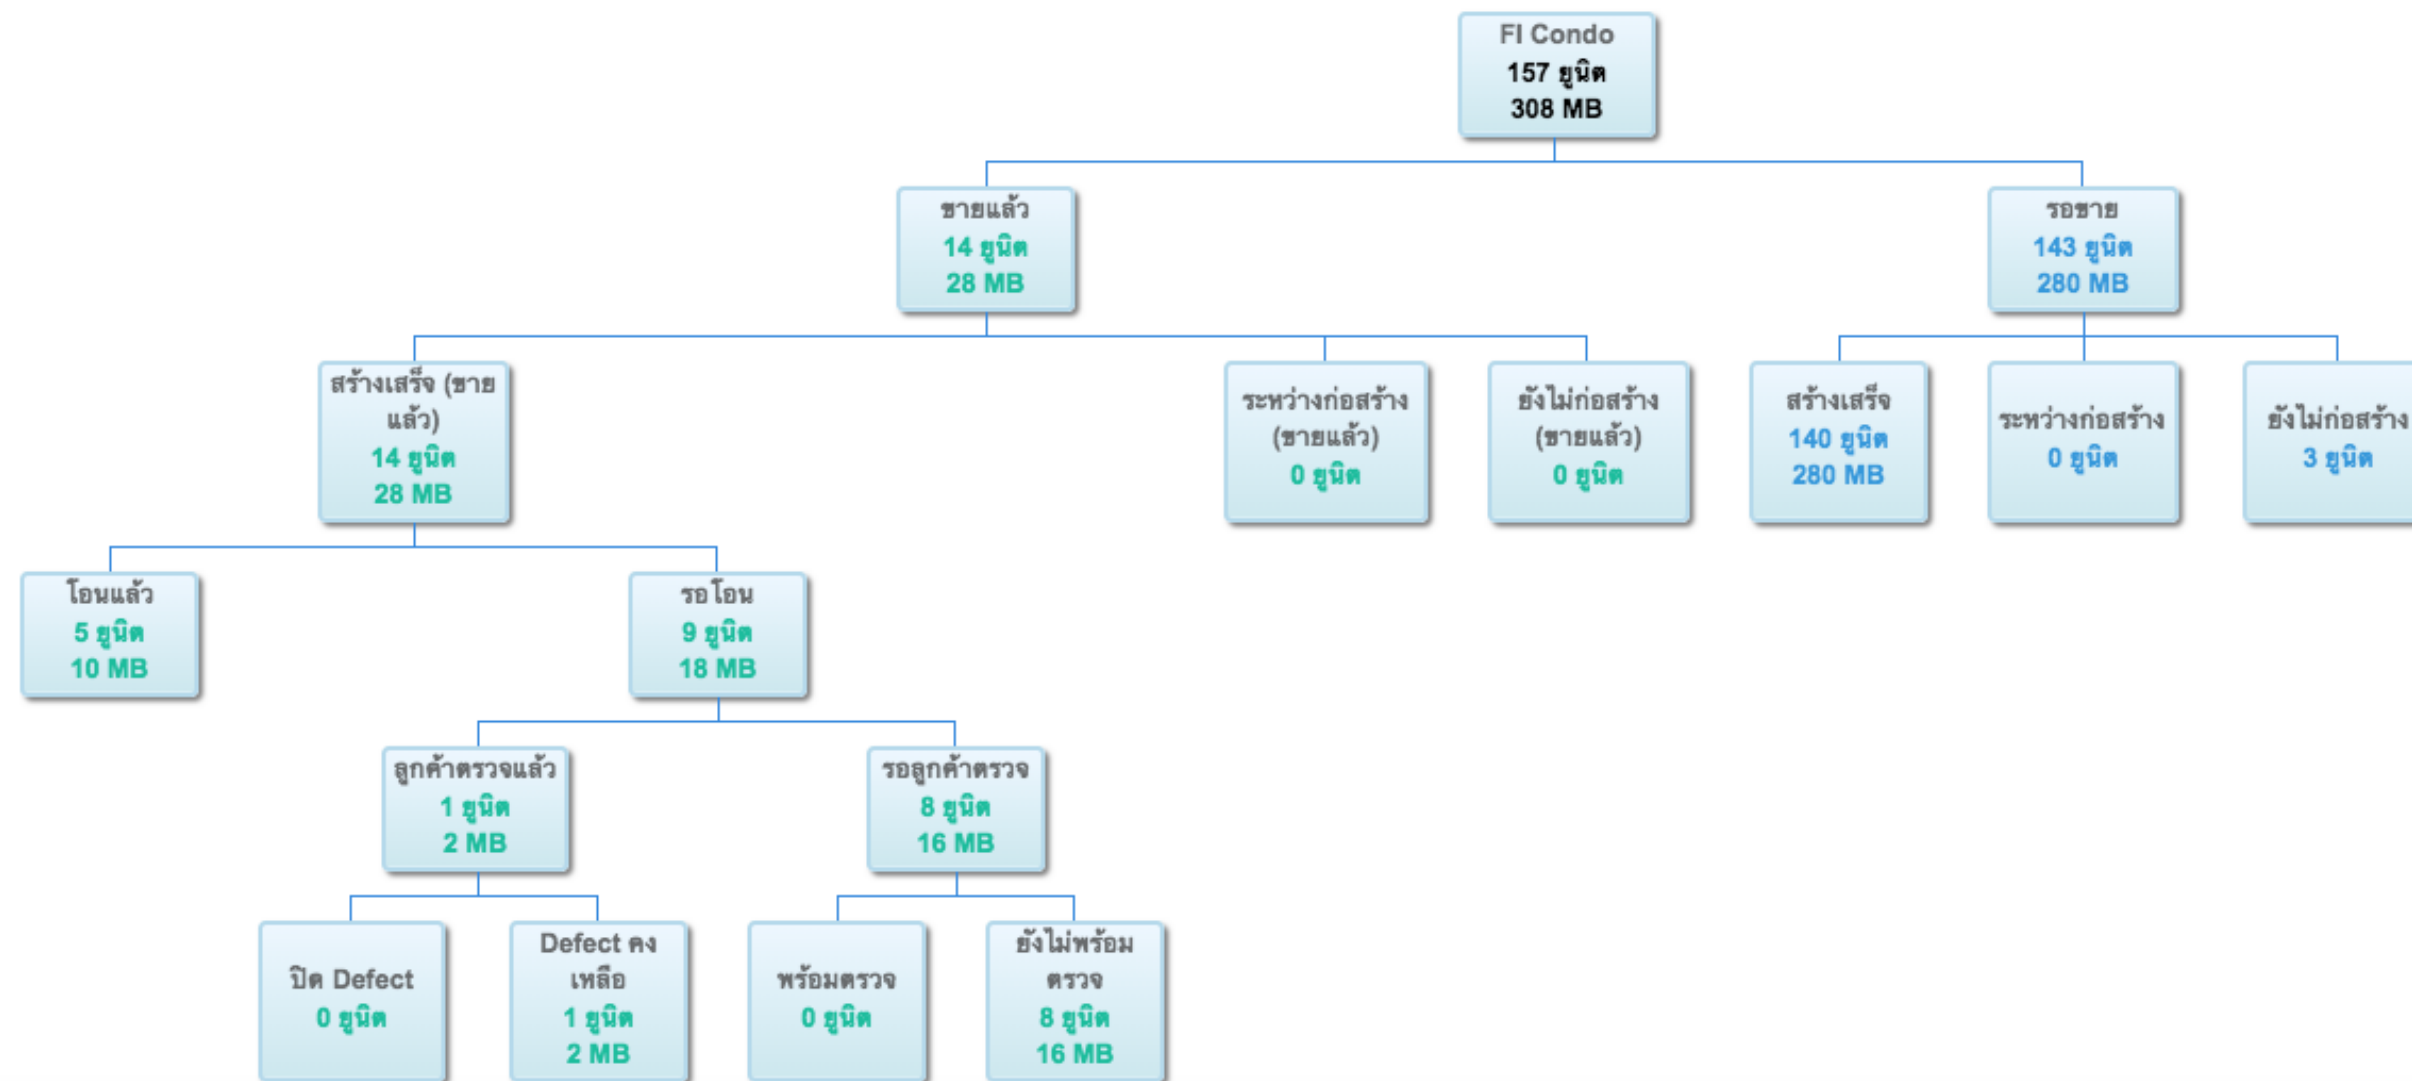 FI Condo
157 ยูนิต
308 MB
ขายแล้ว
14 ยูนิต
28 MB
รอขาย
143 ยูนิต
280 MB
สร้างเสร็จ (ขาย
แล้ว)
14 ยูนิต
28 MB
ระหว่างก่อสร้าง
(ขายแล้ว)
0 ยูนิต
ยังไม่ก่อสร้าง
(ขายแล้ว)
0 ยูนิต
สร้างเสร็จ
140 ยูนิต
280 MB
ระหว่างก่อสร้าง
0 ยูนิต
ยังไม่ก่อสร้าง
3 ยูนิต
โอนแล้ว
5 ยูนิต
10 MB
รอโอน
9 ยูนิต
18 MB
ลูกค้าตรวจแล้ว
1 ยูนิต
2 MB
รอลูกค้าตรวจ
8 ยูนิต
16 MB
ปิด Defect
0 ยูนิต
Defect คง
เหลือ
1 ยูนิต
2 MB
พร้อมตรวจ
0 ยูนิต
ยังไม่พร้อม
ตรวจ
8 ยูนิต
16 MB